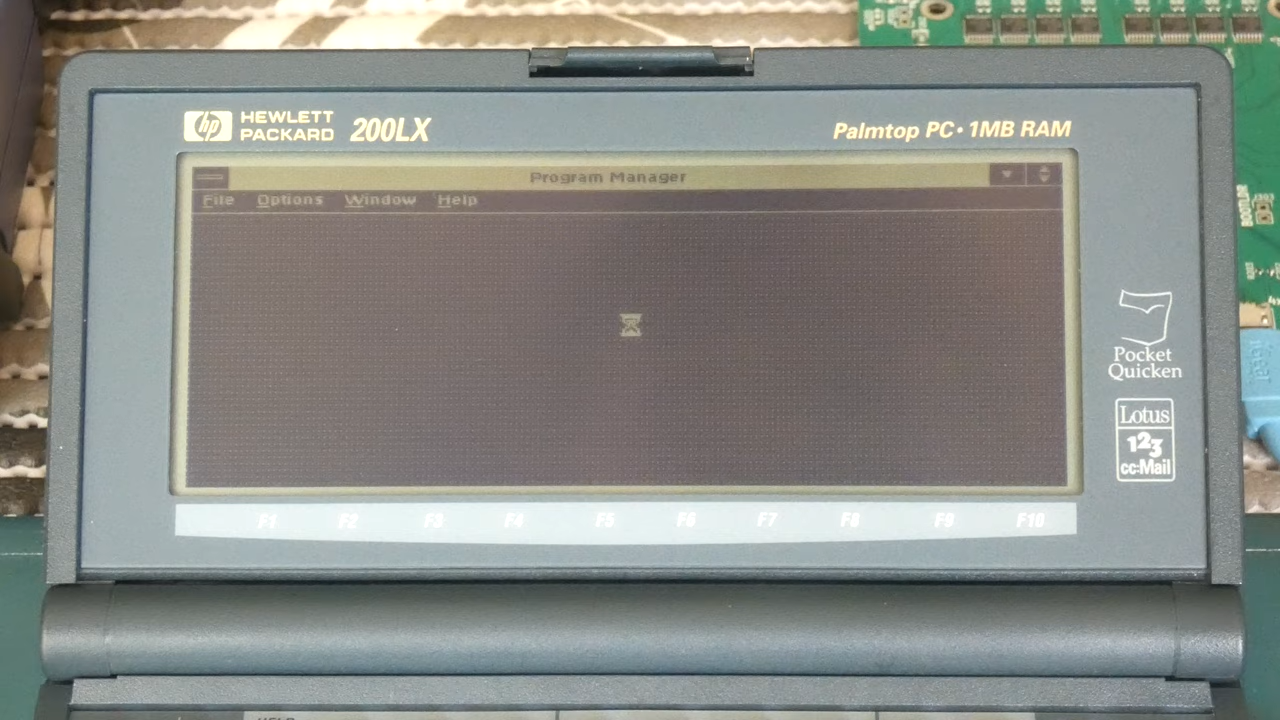 hp HEWLETT PACKARD 200LX
Palmtop PC · 1MB RAM
Program Manager
File Options Window Help
Pocket
Quicken
Lotus
123
cc:Mail
F1 F2 F3 F4 F5 F6 F7 F8 F9 F10